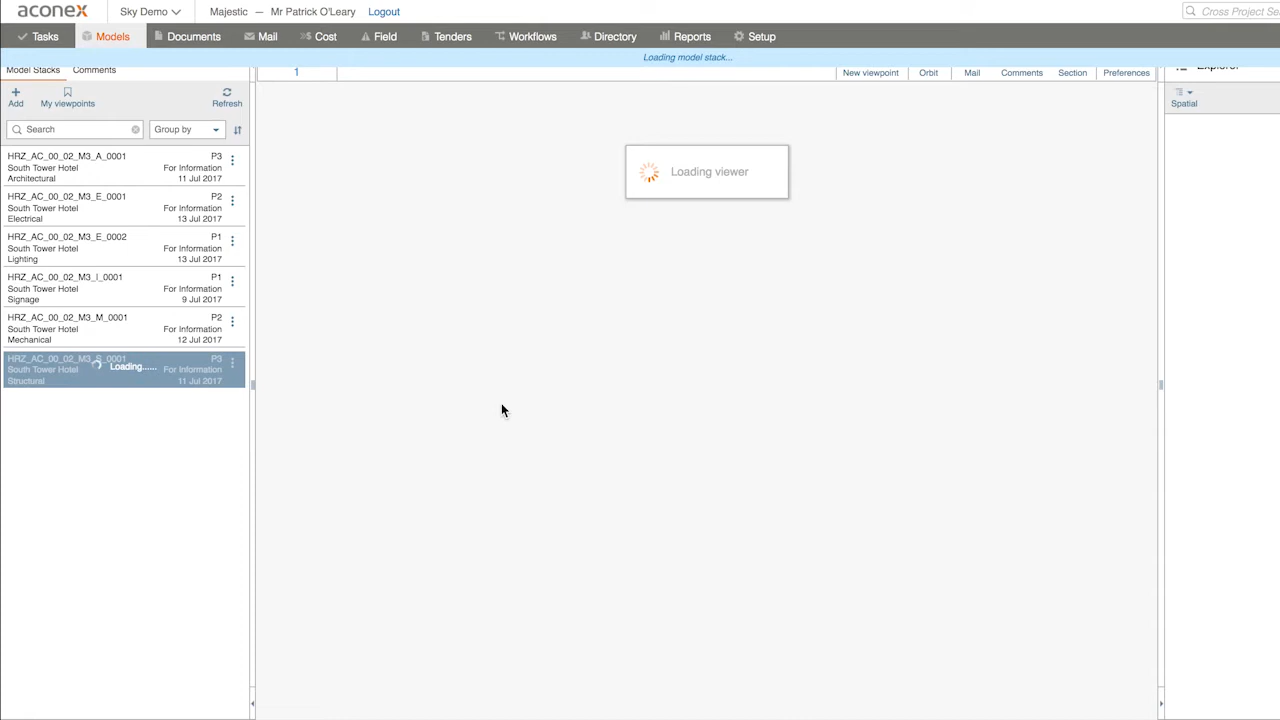 aconex Sky Demo Majestic — Mr Patrick O'Leary Logout Cross Project Se
Tasks Models Documents Mail Cost Field Tenders Workflows Directory Reports Setup
Loading model stack...
Model Stacks Comments 1 New viewpoint Orbit Mail Comments Section Preferences Explorer
Add My viewpoints Refresh Spatial
Search Group by
HRZ_AC_00_02_M3_A_0001 P3
South Tower Hotel For Information
Architectural 11 Jul 2017
HRZ_AC_00_02_M3_E_0001 P2
South Tower Hotel For Information
Electrical 13 Jul 2017
HRZ_AC_00_02_M3_E_0002 P1
South Tower Hotel For Information
Lighting 13 Jul 2017
HRZ_AC_00_02_M3_I_0001 P1
South Tower Hotel For Information
Signage 9 Jul 2017
HRZ_AC_00_02_M3_M_0001 P2
South Tower Hotel For Information
Mechanical 12 Jul 2017
HRZ_AC_00_02_M3_S_0001 P3
Loading......
South Tower Hotel For Information
Structural 11 Jul 2017
Loading viewer